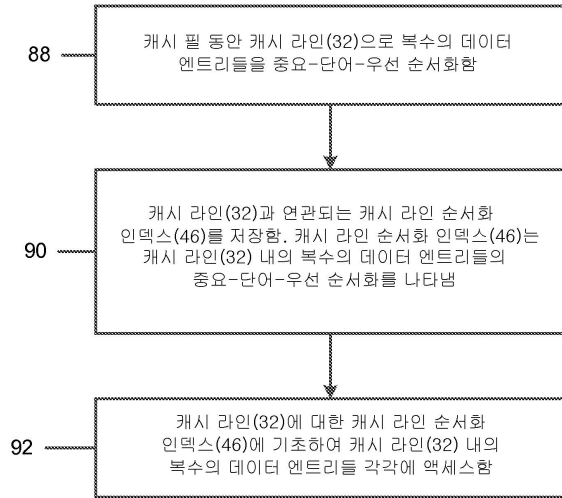 88
캐시 필 동안 캐시 라인(32)으로 복수의 데이터
엔트리들을 중요-단어-우선 순서화함
90
캐시 라인(32)과 연관되는 캐시 라인 순서화
인덱스(46)를 저장함. 캐시 라인 순서화 인덱스(46)는
캐시 라인(32) 내의 복수의 데이터 엔트리들의
중요-단어-우선 순서화를 나타냄
92
캐시 라인(32)에 대한 캐시 라인 순서화
인덱스(46)에 기초하여 캐시 라인(32) 내의
복수의 데이터 엔트리들 각각에 액세스함